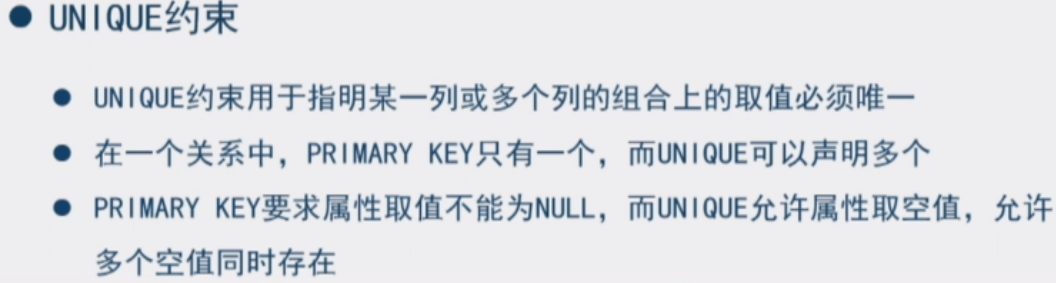 ● UNIQUE约束
● UNIQUE约束用于指明某一列或多个列的组合上的取值必须唯一
● 在一个关系中，PRIMARY KEY只有一个，而UNIQUE可以声明多个
● PRIMARY KEY要求属性取值不能为NULL，而UNIQUE允许属性取空值，允许
多个空值同时存在